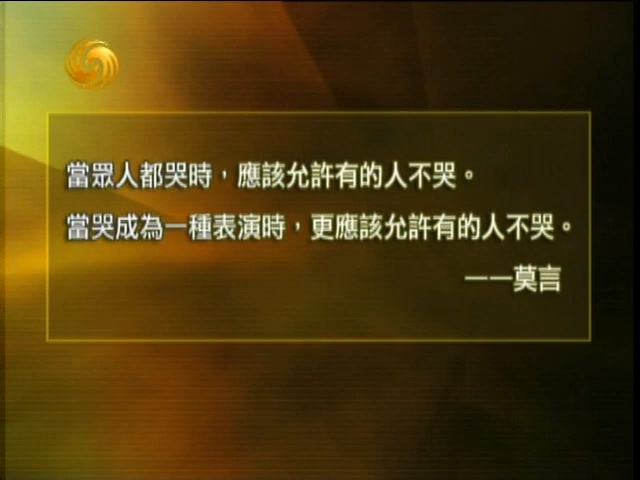 當眾人都哭時，應該允許有的人不哭。
當哭成為一種表演時，更應該允許有的人不哭。
——莫言